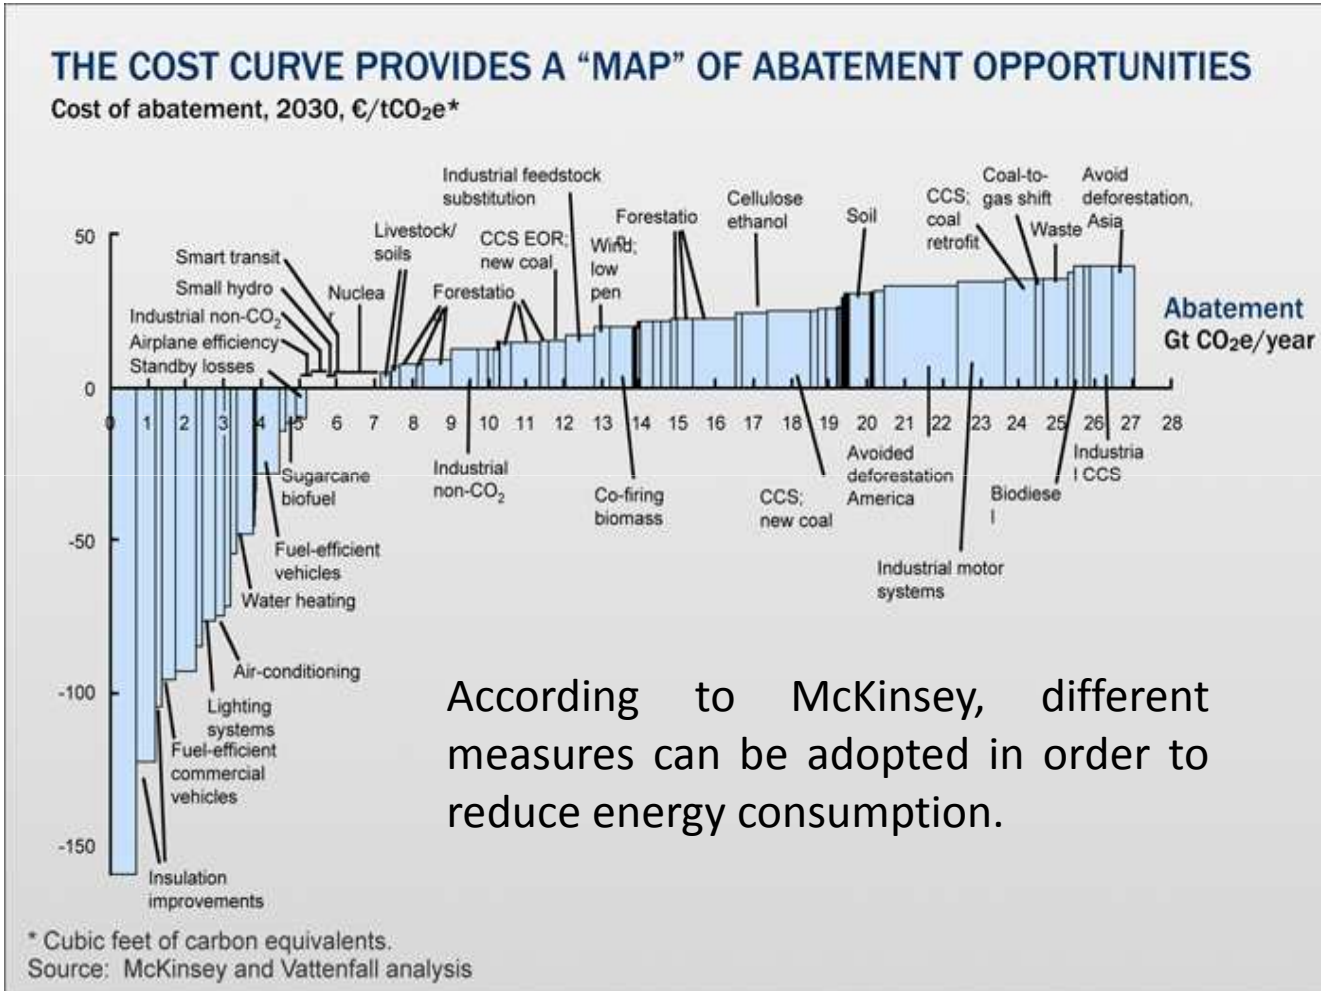 THE COST CURVE PROVIDES A “MAP” OF ABATEMENT OPPORTUNITIES
Cost of abatement, 2030, €/tCO₂e*
Industrial feedstock
substitution
Coal-to-
gas shift
Avoid
deforestation,
Asia
Cellulose
ethanol
CCS;
coal
retrofit
Soil
Forestatio
n;
Waste
Livestock/
soils
CCS EOR;
new coal
Wind;
low
pen
50
Smart transit
Small hydro
Nuclea
r
Forestatio
Industrial non-CO₂
Airplane efficiency
Standby losses
Abatement
Gt CO₂e/year
0
0 1 2 3 4 5 6 7 8 9 10 11 12 13 14 15 16 17 18 19 20 21 22 23 24 25 26 27 28
Sugarcane
biofuel
Industrial
non-CO₂
Co-firing
biomass
CCS;
new coal
Avoided
deforestation
America
Biodiese
l
Industria
l CCS
-50
Fuel-efficient
vehicles
Water heating
Industrial motor
systems
Air-conditioning
-100
Lighting
systems
Fuel-efficient
commercial
vehicles
-150
Insulation
improvements
According to McKinsey, different
measures can be adopted in order to
reduce energy consumption.
* Cubic feet of carbon equivalents.
Source: McKinsey and Vattenfall analysis